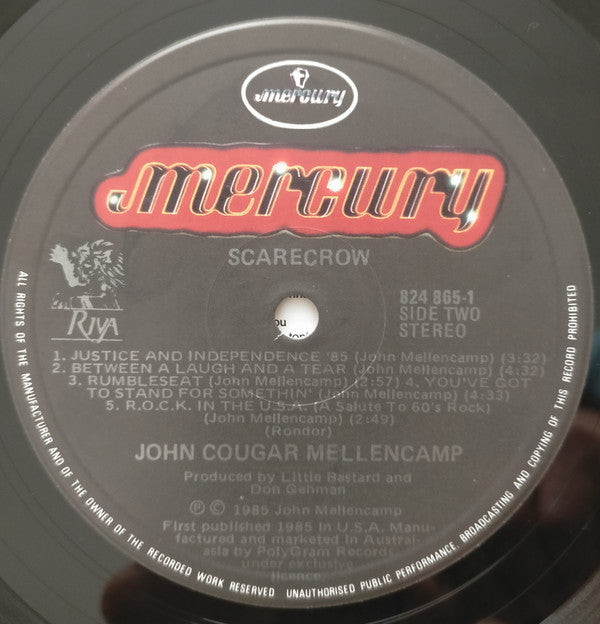 mercury
mercury
SCARECROW
RIVA
824 865-1
SIDE TWO
STEREO
1. JUSTICE AND INDEPENDENCE '85 (John Mellencamp) (3:32)
2. BETWEEN A LAUGH AND A TEAR (John Mellencamp) (4:32)
3. RUMBLESEAT (John Mellencamp) (2:57) 4. YOU'VE GOT
TO STAND FOR SOMETHIN' (John Mellencamp) (4:33)
5. R.O.C.K. IN THE U.S.A. (A Salute To 60's Rock)
(John Mellencamp) (2:49)
(Rondor)
JOHN COUGAR MELLENCAMP
Produced by Little Bastard and
Don Gehman
Ⓟ © 1985 John Mellencamp
First published 1985 in U.S.A. Manu-
factured and marketed in Austral-
asia by PolyGram Records
under exclusive
licence
ALL RIGHTS OF THE MANUFACTURER AND OF THE OWNER OF THE RECORDED WORK RESERVED UNAUTHORISED PUBLIC PERFORMANCE, BROADCASTING AND COPYING OF THIS RECORD PROHIBITED